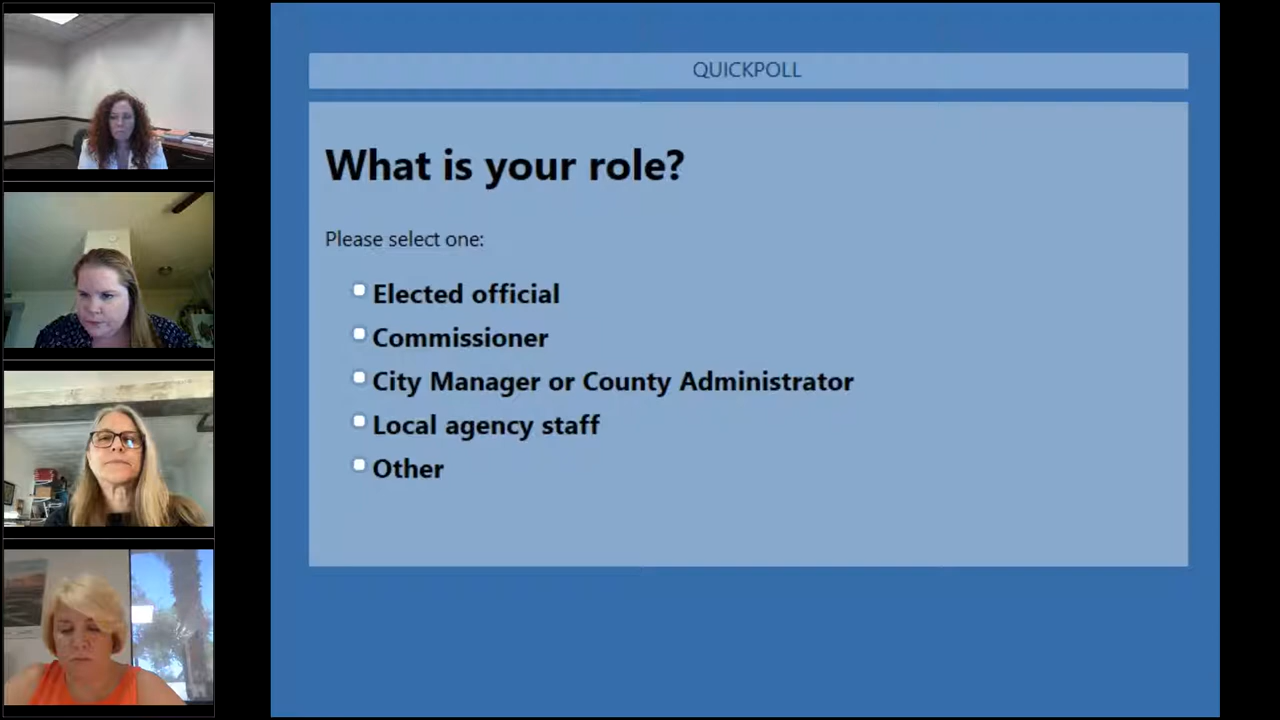 QUICKPOLL
What is your role?
Please select one:
Elected official
Commissioner
City Manager or County Administrator
Local agency staff
Other